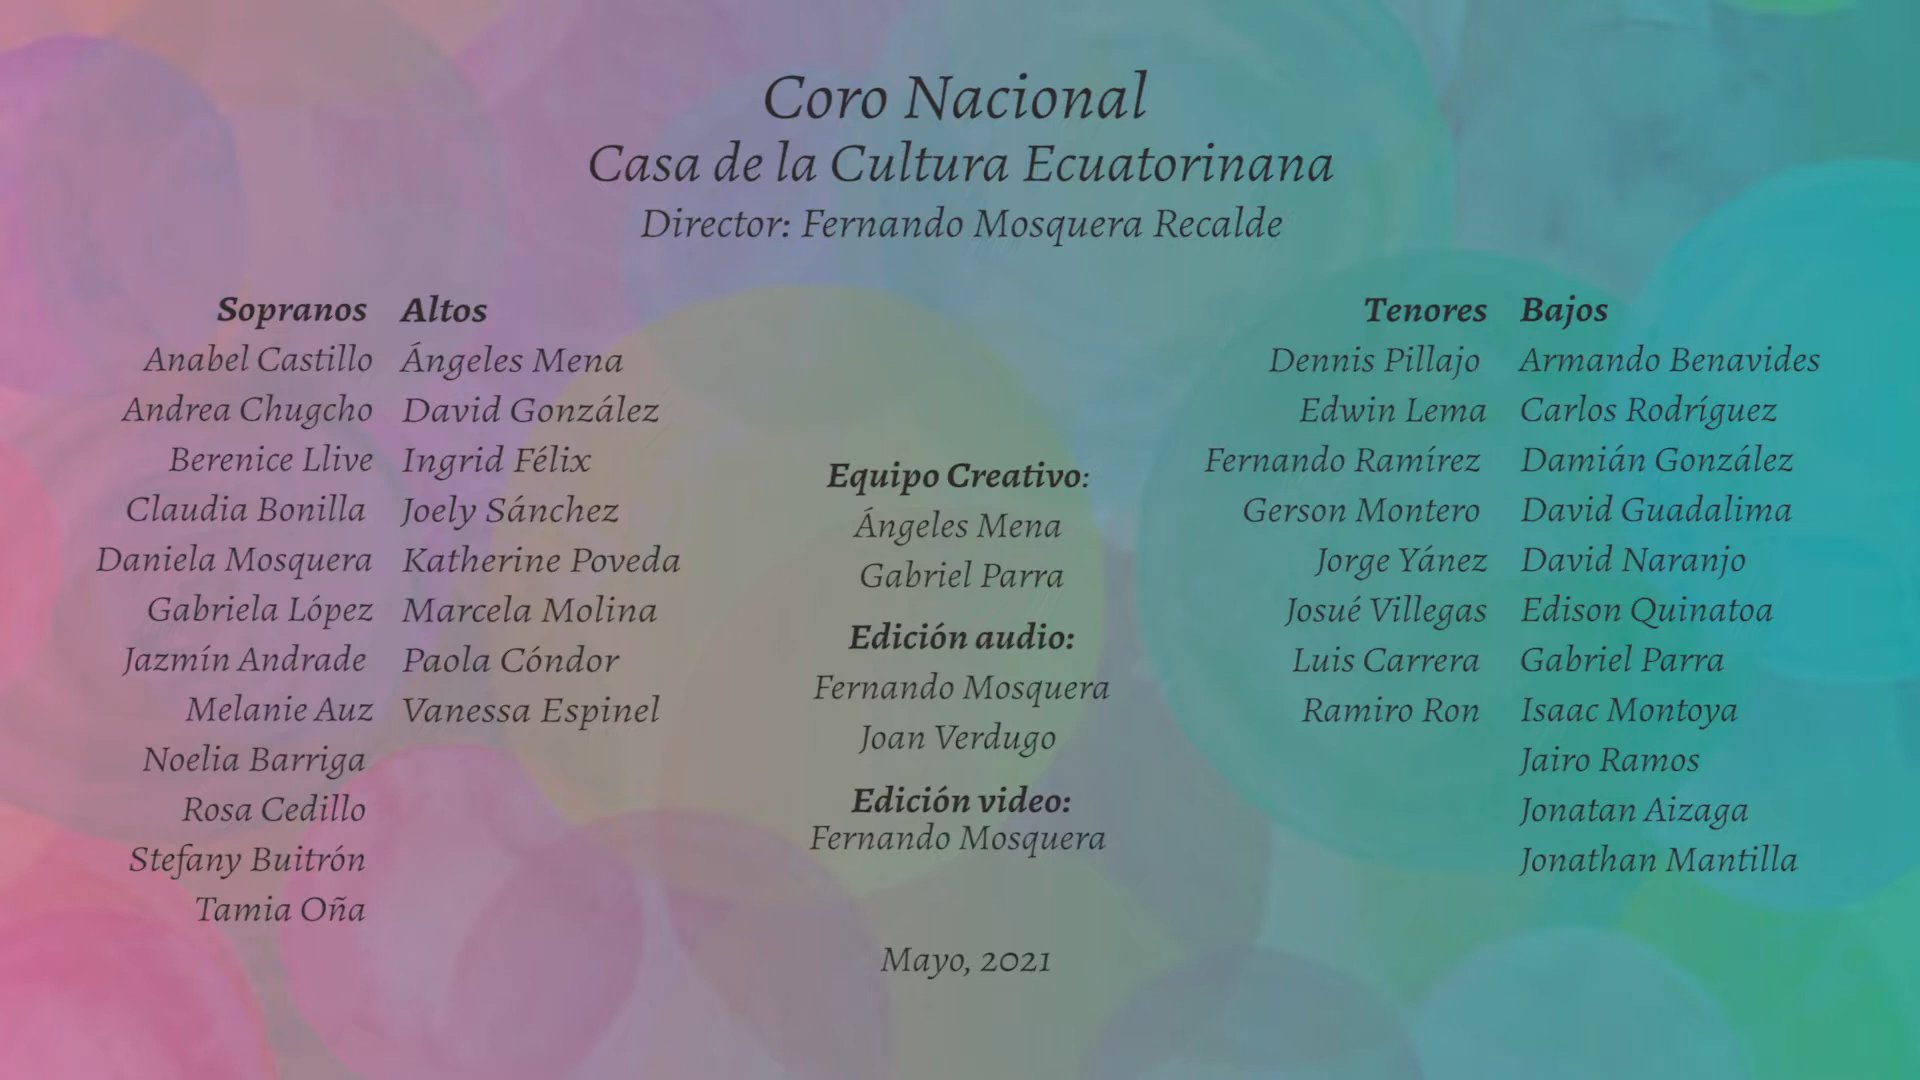 Coro Nacional
Casa de la Cultura Ecuatorinana
Director: Fernando Mosquera Recalde
Sopranos
Anabel Castillo
Andrea Chugcho
Berenice Llive
Claudia Bonilla
Daniela Mosquera
Gabriela López
Jazmín Andrade
Melanie Auz
Noelia Barriga
Rosa Cedillo
Stefany Buitrón
Tamia Oña
Altos
Ángeles Mena
David González
Ingrid Félix
Joely Sánchez
Katherine Poveda
Marcela Molina
Paola Cóndor
Vanessa Espinel
Equipo Creativo:
Ángeles Mena
Gabriel Parra
Edición audio:
Fernando Mosquera
Joan Verdugo
Edición video:
Fernando Mosquera
Mayo, 2021
Tenores
Dennis Pillajo
Edwin Lema
Fernando Ramírez
Gerson Montero
Jorge Yánez
Josué Villegas
Luis Carrera
Ramiro Ron
Bajos
Armando Benavides
Carlos Rodríguez
Damián González
David Guadalima
David Naranjo
Edison Quinatoa
Gabriel Parra
Isaac Montoya
Jairo Ramos
Jonatan Aizaga
Jonathan Mantilla